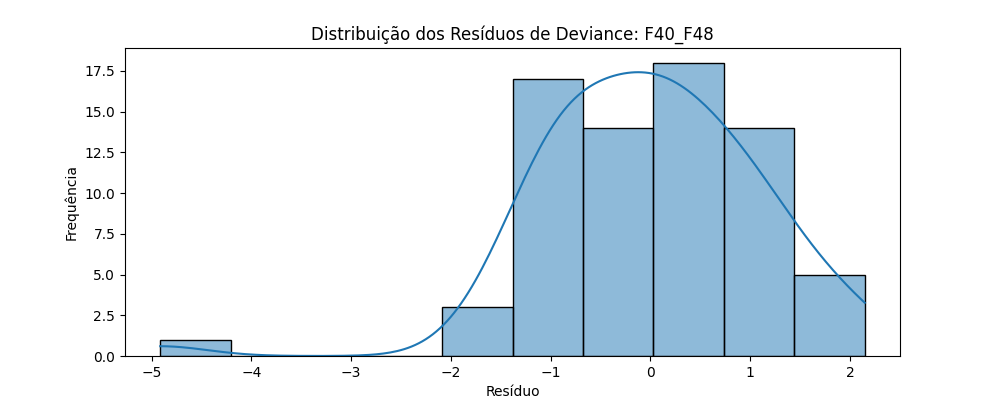 Distribuição dos Resíduos de Deviance: F40_F48
17.5
15.0
12.5
10.0
7.5
5.0
2.5
0.0
Frequência
−5 −4 −3 −2 −1 0 1 2
Resíduo